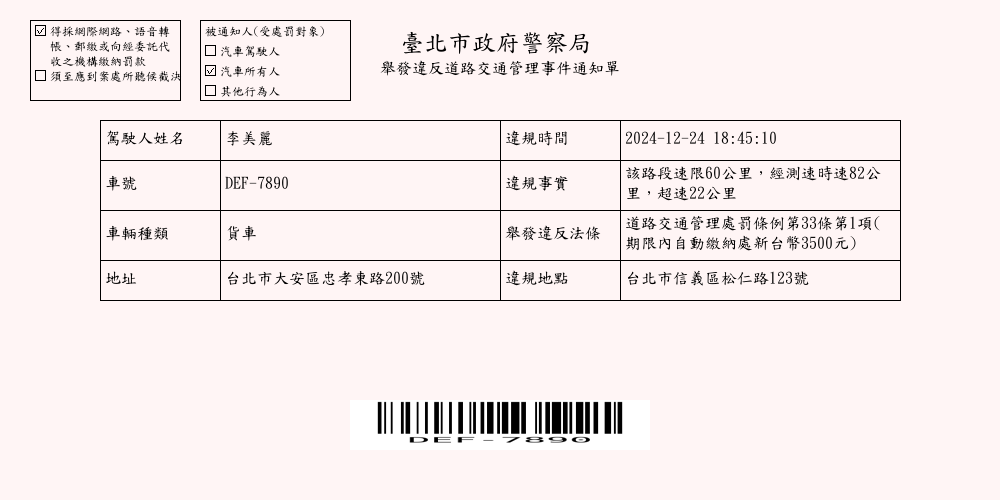 得採網際網路、語音轉
帳、郵繳或向經委託代
收之機構繳納罰款
須至應到案處所聽候截決
被通知人(受處罰對象)
汽車駕駛人
汽車所有人
其他行為人
臺北市政府警察局
舉發違反道路交通管理事件通知單
駕駛人姓名 李美麗 違規時間 2024-12-24 18:45:10
車號 DEF-7890 違規事實 該路段速限60公里，經測速時速82公
里，超速22公里
車輛種類 貨車 舉發違反法條 道路交通管理處罰條例第33條第1項(
期限內自動繳納處新台幣3500元)
地址 台北市大安區忠孝東路200號 違規地點 台北市信義區松仁路123號
DEF-7890